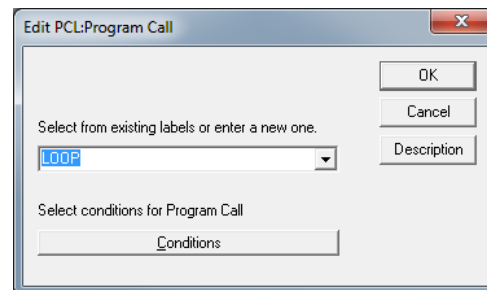 Edit PCL:Program Call
OK
Cancel
Description
Select from existing labels or enter a new one.
LOOP
Select conditions for Program Call
Conditions